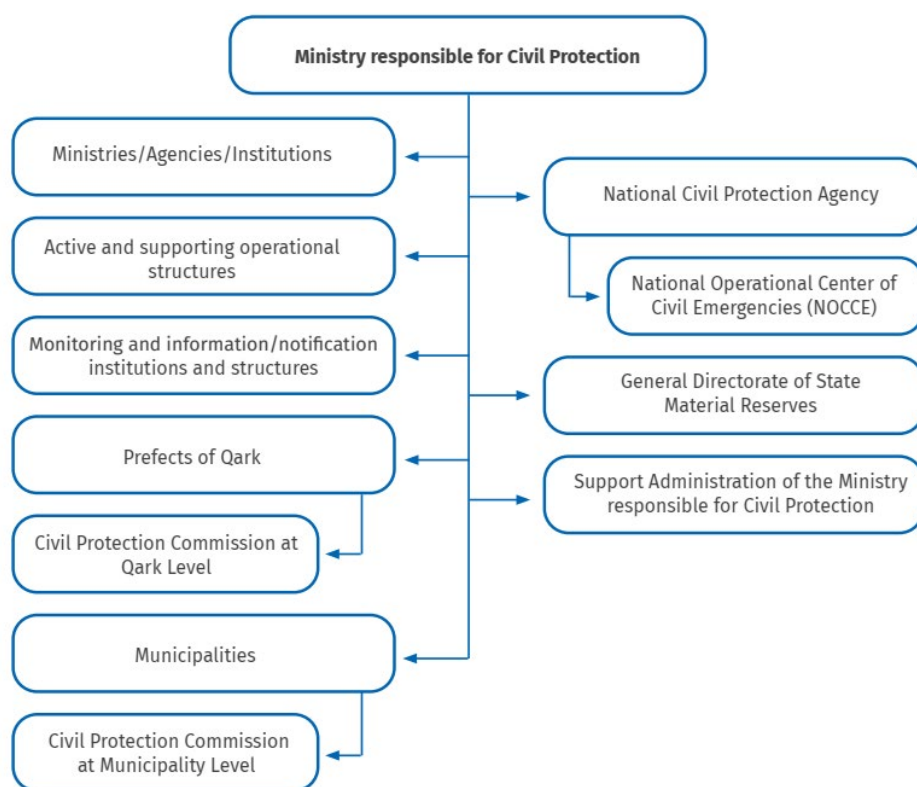 Ministry responsible for Civil Protection
Ministries/Agencies/Institutions
National Civil Protection Agency
Active and supporting operational
structures
National Operational Center of
Civil Emergencies (NOCCE)
Monitoring and information/notification
institutions and structures
General Directorate of State
Material Reserves
Prefects of Qark
Support Administration of the Ministry
responsible for Civil Protection
Civil Protection Commission at
Qark Level
Municipalities
Civil Protection Commission
at Municipality Level